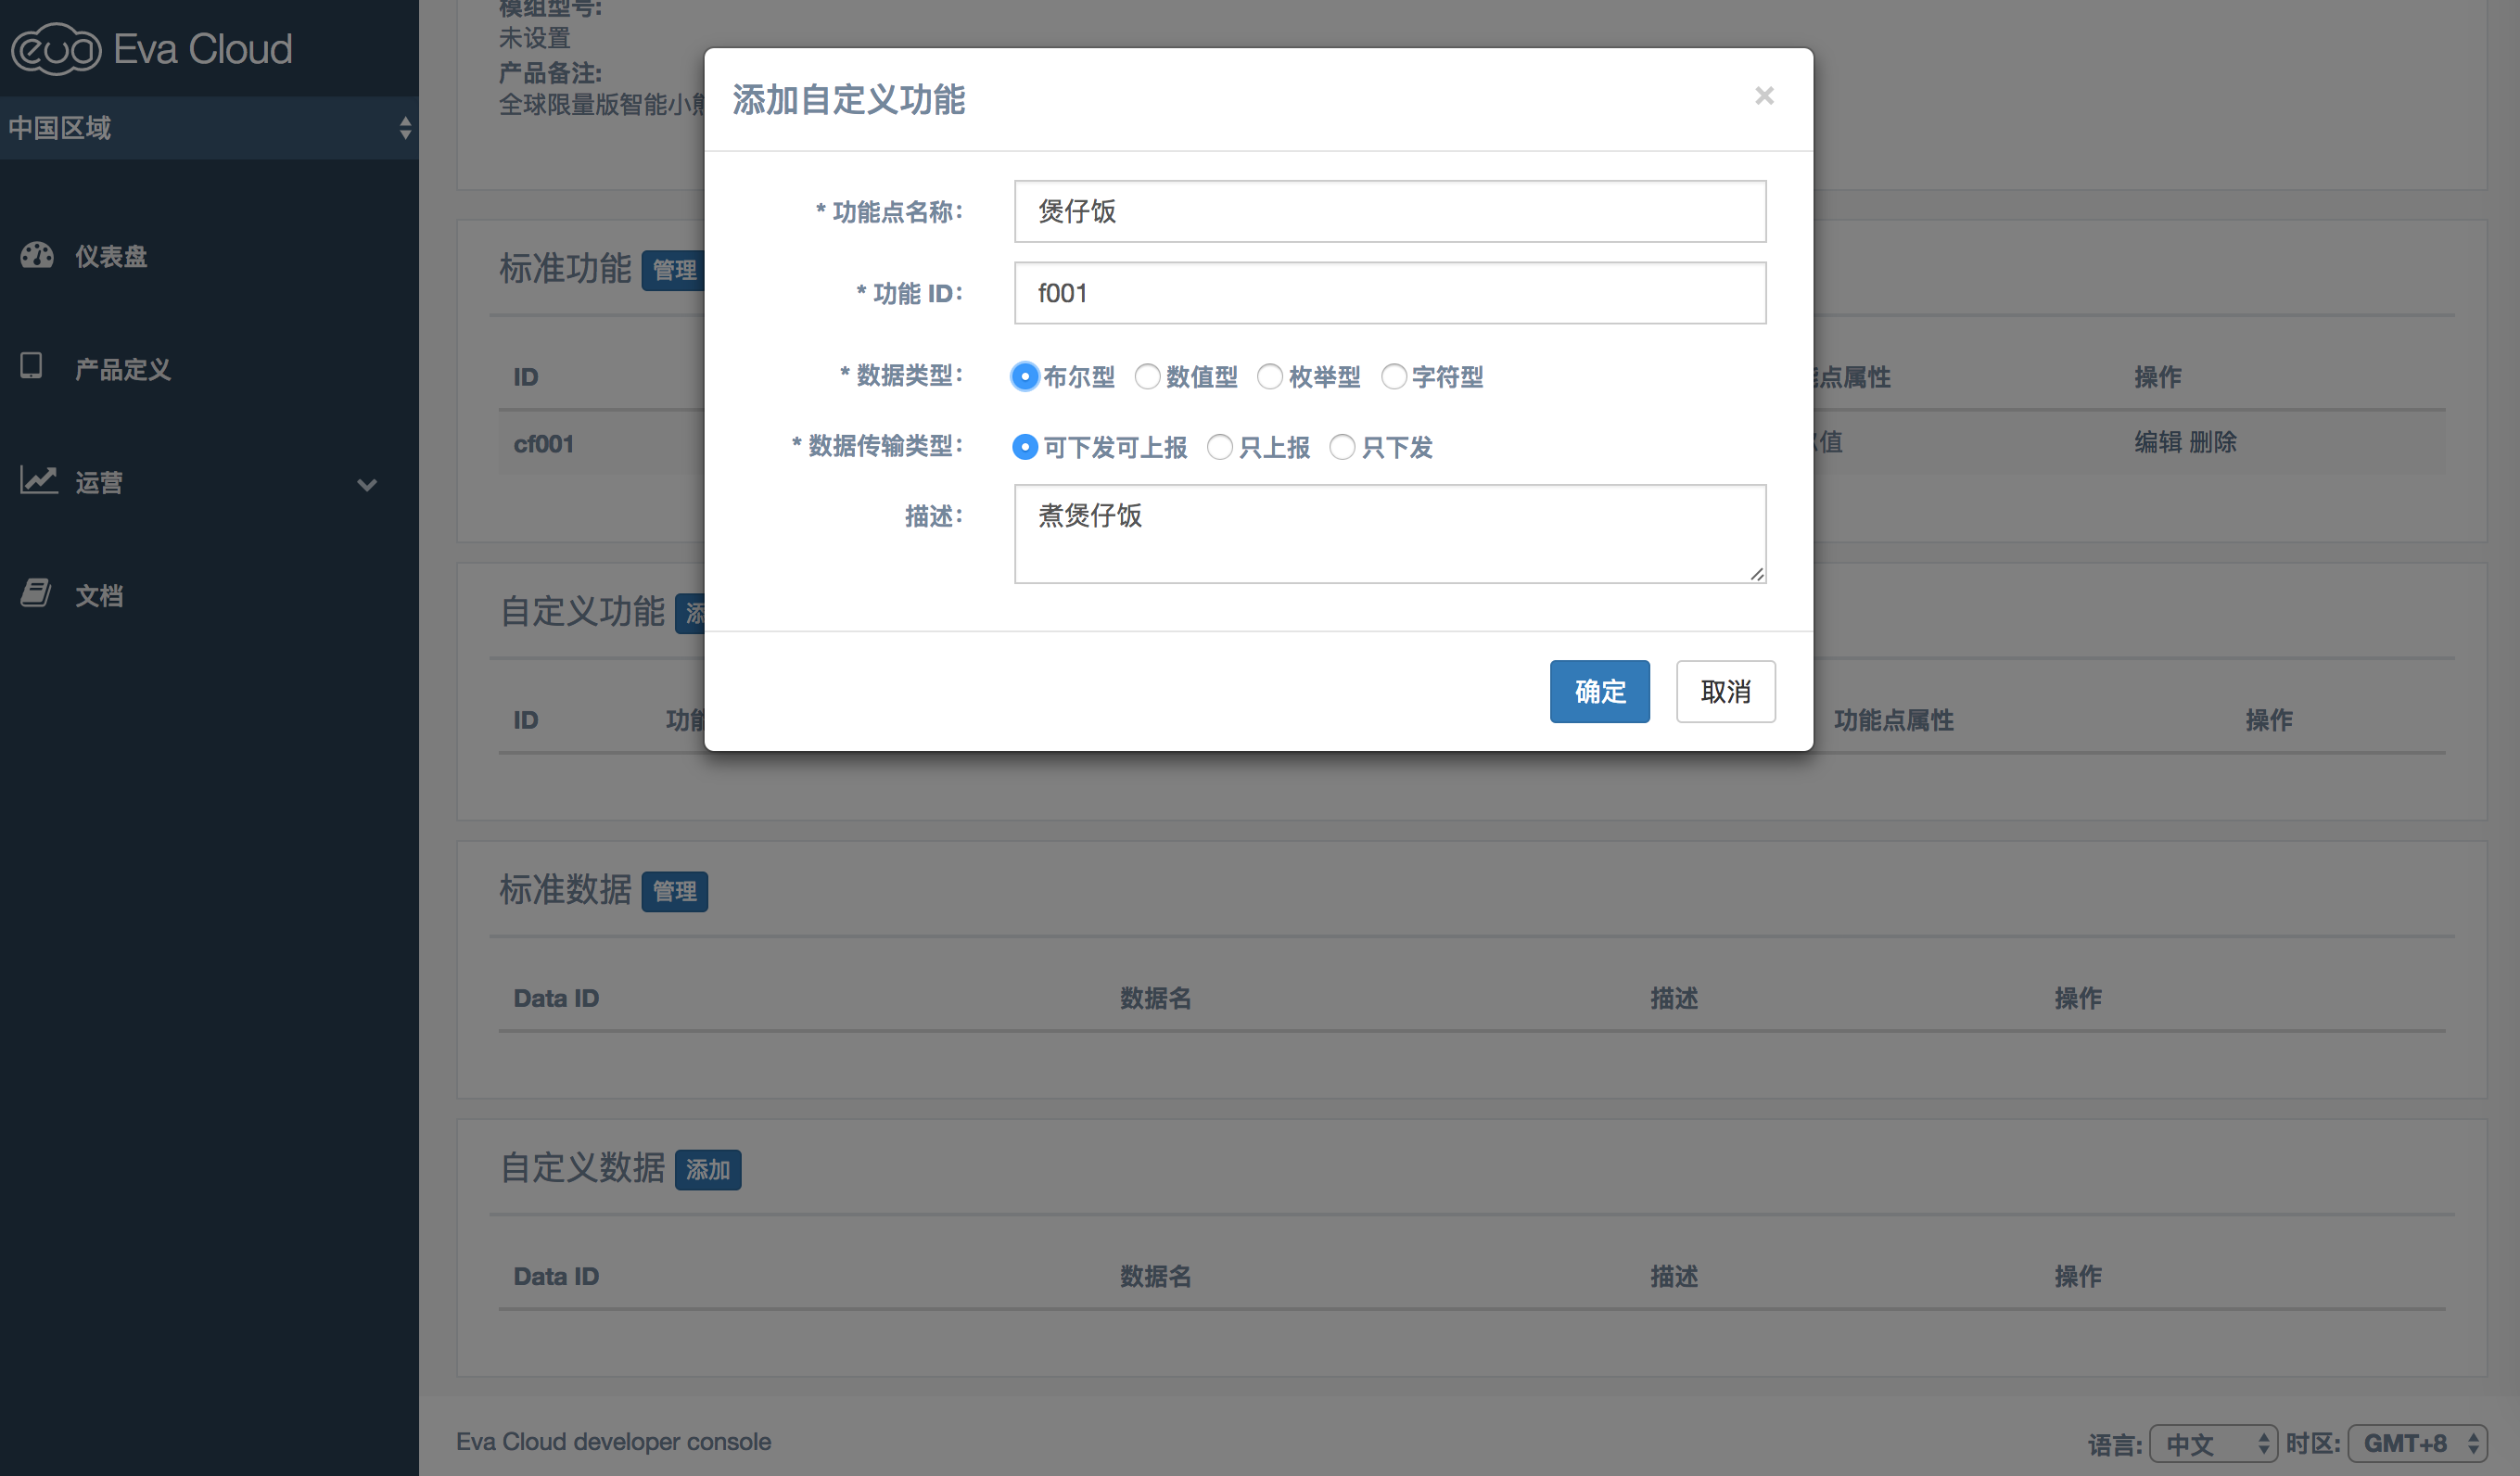 eva Eva Cloud
中国区域
仪表盘
产品定义
运营
文档
模组型号:
未设置
产品备注:
全球限量版智能小熊
标准功能 管理
ID 能点属性 操作
cf001 编辑 删除
自定义功能 添
ID 功能 功能点属性 操作
标准数据 管理
Data ID 数据名 描述 操作
自定义数据 添加
Data ID 数据名 描述 操作
添加自定义功能 ×
* 功能点名称： 煲仔饭
* 功能 ID： f001
* 数据类型： 布尔型 数值型 枚举型 字符型
* 数据传输类型： 可下发可上报 只上报 只下发
描述： 煮煲仔饭
确定 取消
Eva Cloud developer console
语言: 中文 时区: GMT+8